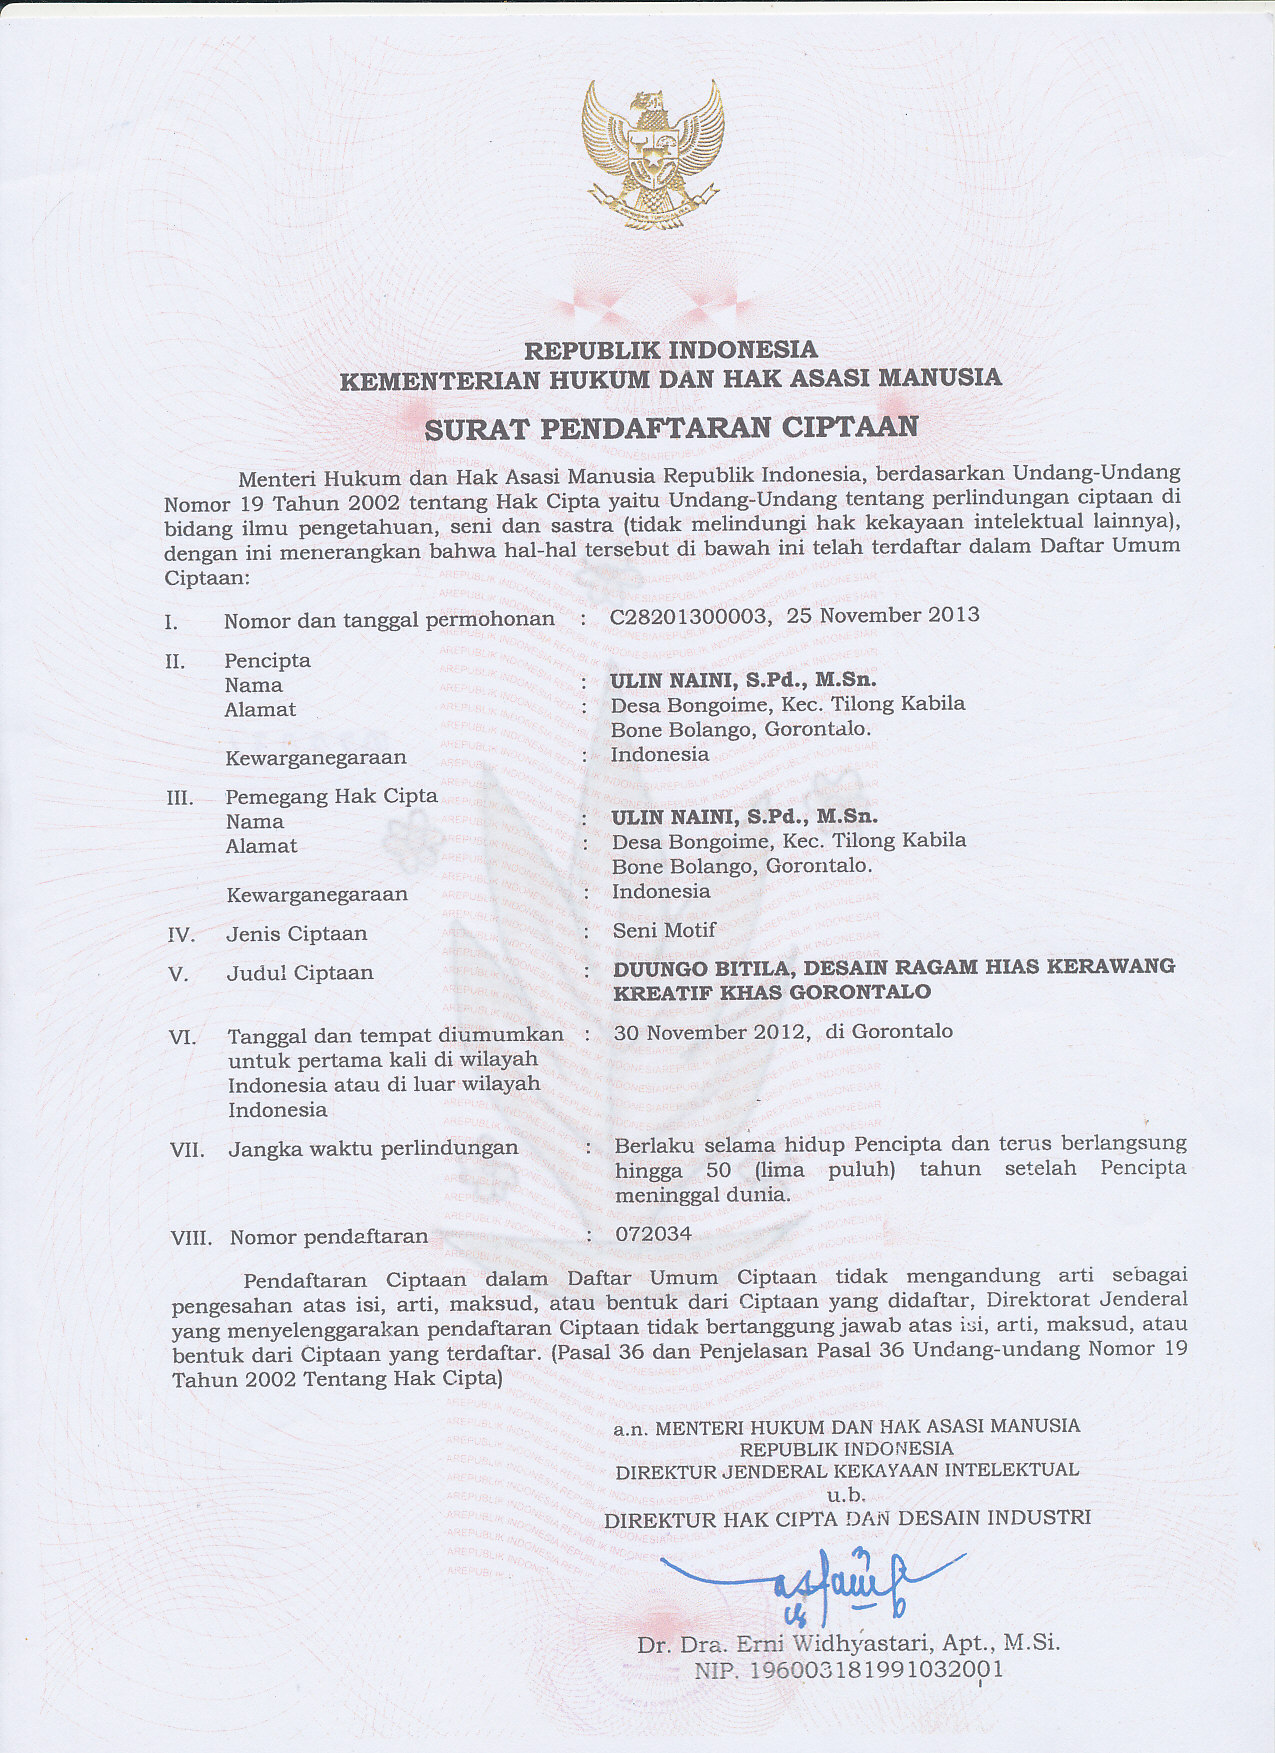 REPUBLIK INDONESIA
KEMENTERIAN HUKUM DAN HAK ASASI MANUSIA
SURAT PENDAFTARAN CIPTAAN
Menteri Hukum dan Hak Asasi Manusia Republik Indonesia, berdasarkan Undang-Undang
Nomor 19 Tahun 2002 tentang Hak Cipta yaitu Undang-Undang tentang perlindungan ciptaan di
bidang ilmu pengetahuan, seni dan sastra (tidak melindungi hak kekayaan intelektual lainnya),
dengan ini menerangkan bahwa hal-hal tersebut di bawah ini telah terdaftar dalam Daftar Umum
Ciptaan:
I. Nomor dan tanggal permohonan : C28201300003, 25 November 2013
II. Pencipta
Nama : ULIN NAINI, S.Pd., M.Sn.
Alamat : Desa Bongoime, Kec. Tilong Kabila
Bone Bolango, Gorontalo.
Kewarganegaraan : Indonesia
III. Pemegang Hak Cipta
Nama : ULIN NAINI, S.Pd., M.Sn.
Alamat : Desa Bongoime, Kec. Tilong Kabila
Bone Bolango, Gorontalo.
Kewarganegaraan : Indonesia
IV. Jenis Ciptaan : Seni Motif
V. Judul Ciptaan : DUUNGO BITILA, DESAIN RAGAM HIAS KERAWANG
KREATIF KHAS GORONTALO
VI. Tanggal dan tempat diumumkan : 30 November 2012, di Gorontalo
untuk pertama kali di wilayah
Indonesia atau di luar wilayah
Indonesia
VII. Jangka waktu perlindungan : Berlaku selama hidup Pencipta dan terus berlangsung
hingga 50 (lima puluh) tahun setelah Pencipta
meninggal dunia.
VIII. Nomor pendaftaran : 072034
Pendaftaran Ciptaan dalam Daftar Umum Ciptaan tidak mengandung arti sebagai
pengesahan atas isi, arti, maksud, atau bentuk dari Ciptaan yang didaftar, Direktorat Jenderal
yang menyelenggarakan pendaftaran Ciptaan tidak bertanggung jawab atas isi, arti, maksud, atau
bentuk dari Ciptaan yang terdaftar. (Pasal 36 dan Penjelasan Pasal 36 Undang-undang Nomor 19
Tahun 2002 Tentang Hak Cipta)
a.n. MENTERI HUKUM DAN HAK ASASI MANUSIA
REPUBLIK INDONESIA
DIREKTUR JENDERAL KEKAYAAN INTELEKTUAL
u.b.
DIREKTUR HAK CIPTA DAN DESAIN INDUSTRI
Dr. Dra. Erni Widhyastari, Apt., M.Si.
NIP. 196003181991032001